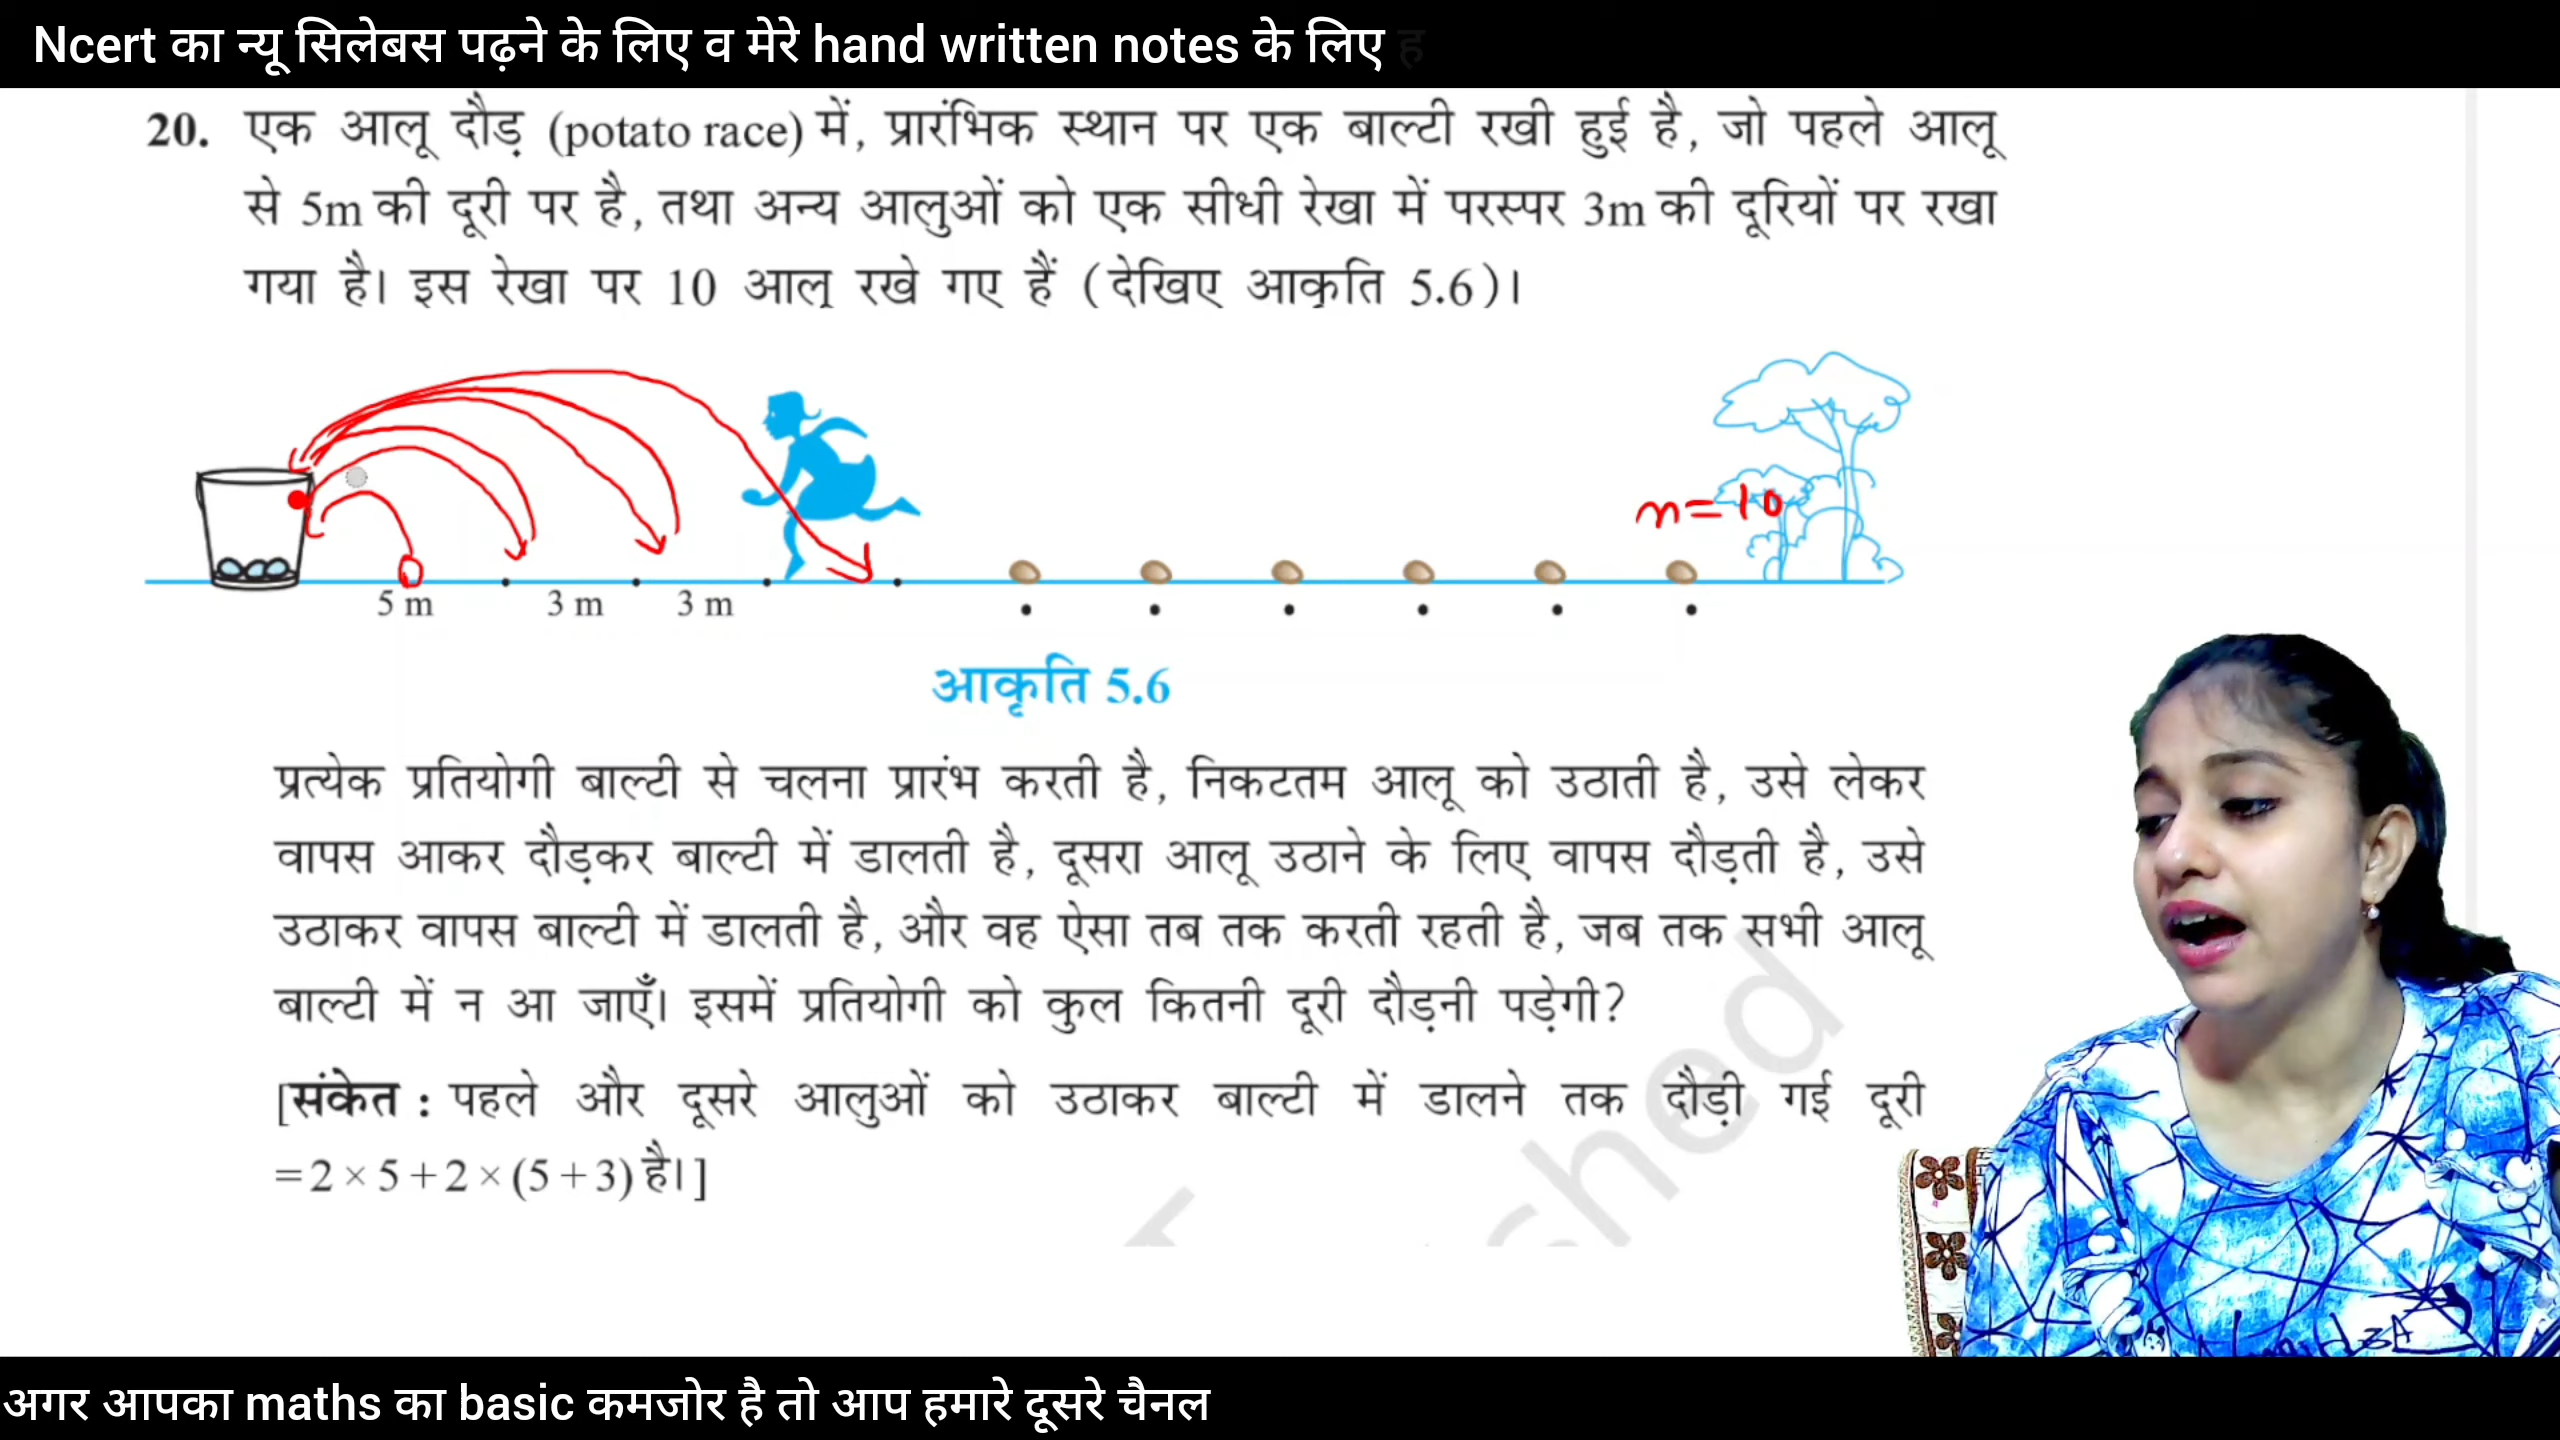 Ncert का न्यू सिलेबस पढ़ने के लिए व मेरे hand written notes के लिए ह
20. एक आलू दौड़ (potato race) में, प्रारंभिक स्थान पर एक बाल्टी रखी हुई है, जो पहले आलू
से 5m की दूरी पर है, तथा अन्य आलुओं को एक सीधी रेखा में परस्पर 3m की दूरियों पर रखा
गया है। इस रेखा पर 10 आलू रखे गए हैं (देखिए आकृति 5.6)।
n=10
5 m 3 m 3 m
आकृति 5.6
प्रत्येक प्रतियोगी बाल्टी से चलना प्रारंभ करती है, निकटतम आलू को उठाती है, उसे लेकर
वापस आकर दौड़कर बाल्टी में डालती है, दूसरा आलू उठाने के लिए वापस दौड़ती है, उसे
उठाकर वापस बाल्टी में डालती है, और वह ऐसा तब तक करती रहती है, जब तक सभी आलू
बाल्टी में न आ जाएँ। इसमें प्रतियोगी को कुल कितनी दूरी दौड़नी पड़ेगी?
[संकेत : पहले और दूसरे आलुओं को उठाकर बाल्टी में डालने तक दौड़ी गई दूरी
= 2 × 5 + 2 × (5 + 3) है।]
shed
अगर आपका maths का basic कमजोर है तो आप हमारे दूसरे चैनल